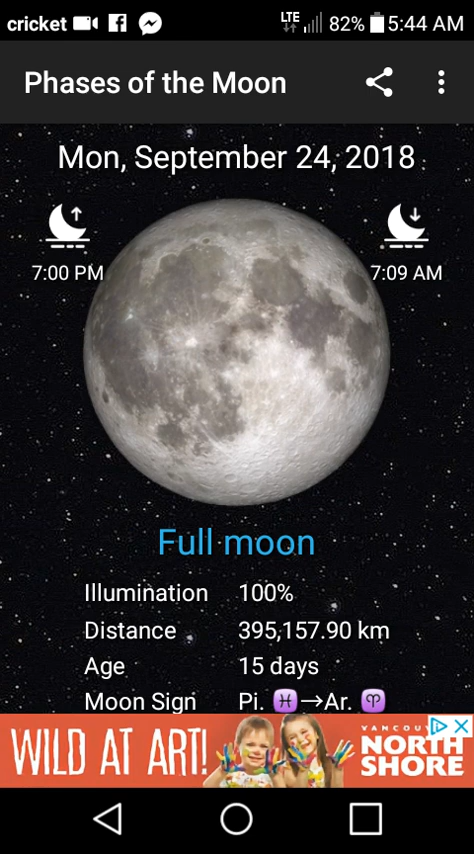 cricket LTE 82% 5:44 AM
Phases of the Moon
Mon, September 24, 2018
7:00 PM 7:09 AM
Full moon
Illumination 100%
Distance 395,157.90 km
Age 15 days
Moon Sign Pi. ♓→Ar. ♈
WILD AT ART!
NORTH
SHORE